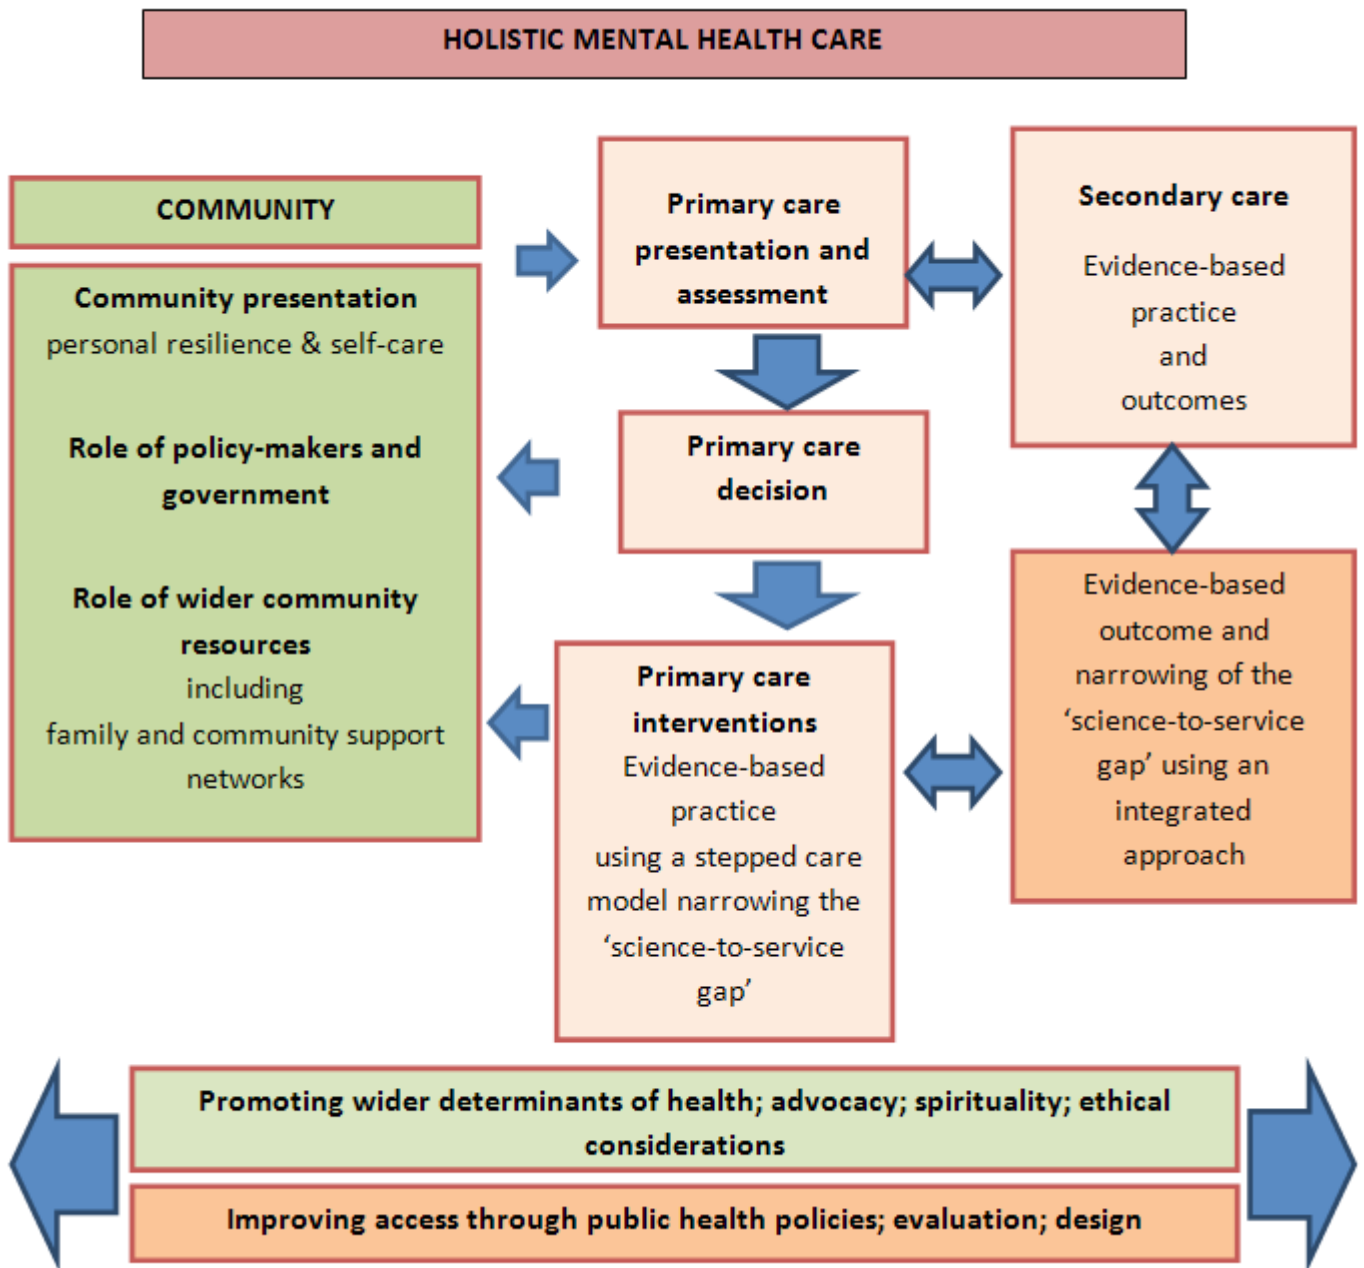 HOLISTIC MENTAL HEALTH CARE
COMMUNITY
Community presentation
personal resilience & self-care
Role of policy-makers and
government
Role of wider community
resources
including
family and community support
networks
Primary care
presentation and
assessment
Primary care
decision
Primary care
interventions
Evidence-based
practice
using a stepped care
model narrowing the
‘science-to-service
gap’
Secondary care
Evidence-based
practice
and
outcomes
Evidence-based
outcome and
narrowing of the
‘science-to-service
gap’ using an
integrated
approach
Promoting wider determinants of health; advocacy; spirituality; ethical
considerations
Improving access through public health policies; evaluation; design